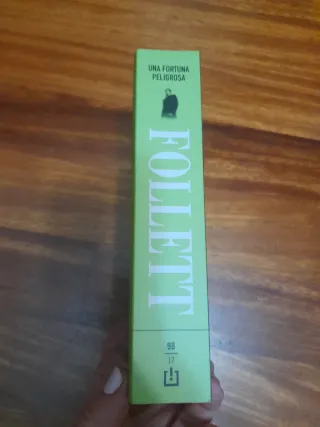 UNA FORTUNA
PELIGROSA
FOLLETT
98
17